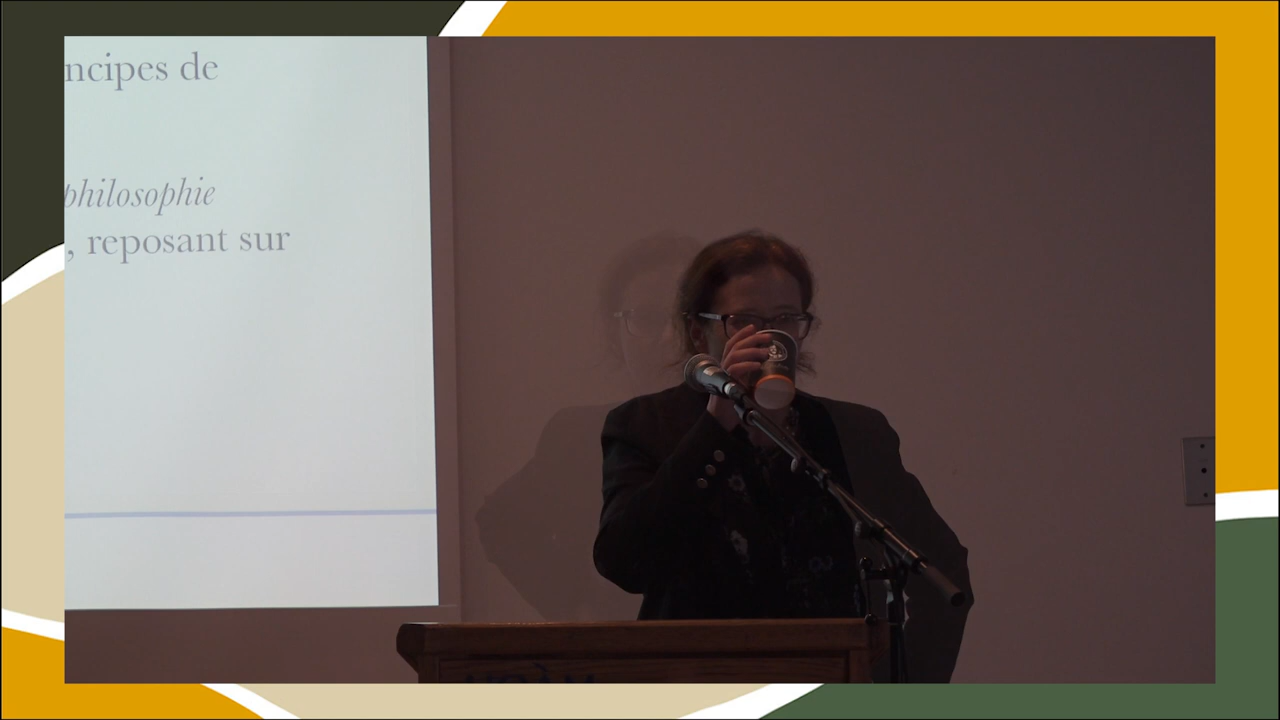 ncipes de
philosophie
, reposant sur